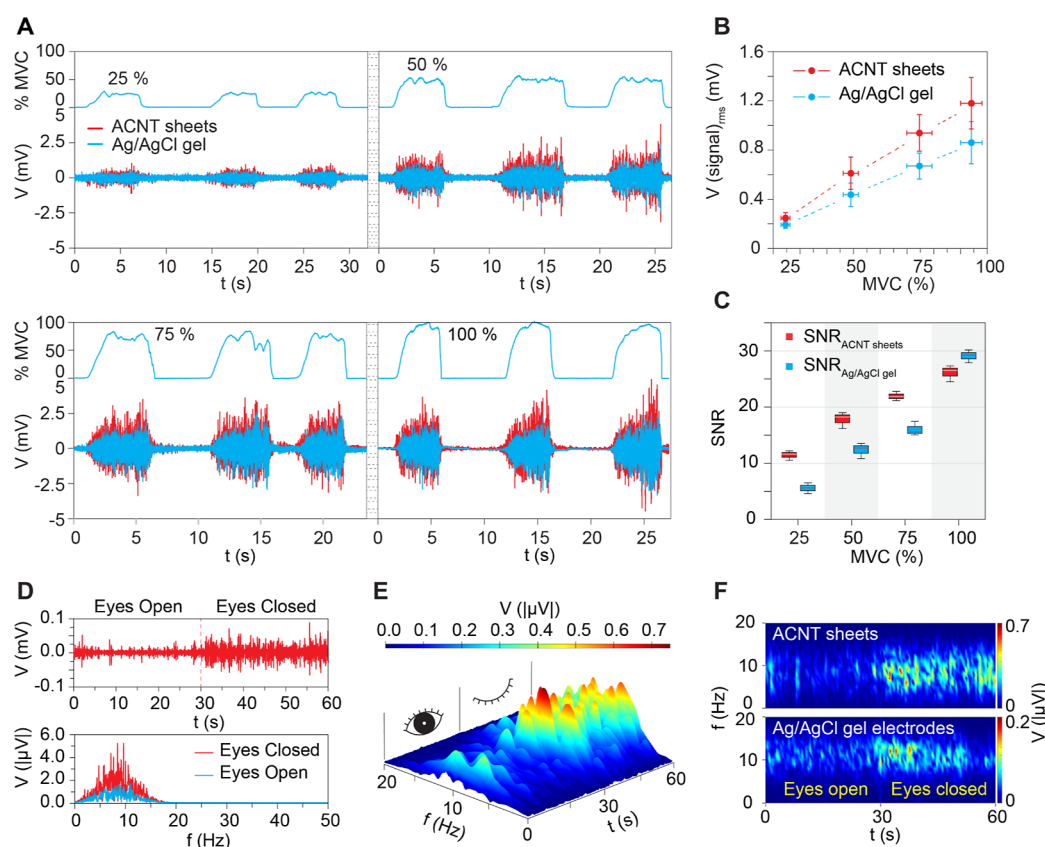 A
% MVC
100
50
0
25 %
50 %
5
2.5
0
-2.5
-5
V (mV)
ACNT sheets
Ag/AgCl gel
0 5 10 15 20 25 30
t (s)
0 5 10 15 20 25
t (s)
% MVC
100
50
0
75 %
100 %
5
2.5
0
-2.5
-5
V (mV)
0 5 10 15 20
t (s)
0 5 10 15 20 25
t (s)
B
V (signal)rms (mV)
1.6
1.2
0.8
0.4
0
ACNT sheets
Ag/AgCl gel
25 50 75 100
MVC (%)
C
SNR
30
20
10
0
SNRACNT sheets
SNRAg/AgCl gel
25 50 75 100
MVC (%)
D
Eyes Open Eyes Closed
V (mV)
0.1
0.0
-0.1
0 10 20 30 40 50 60
t (s)
V (|µV|)
6.0
4.0
2.0
0.0
Eyes Closed
Eyes Open
0 10 20 30 40 50
f (Hz)
E
V (|µV|)
0.0 0.1 0.2 0.3 0.4 0.5 0.6 0.7
20
10
0
f (Hz)
30
60
t (s)
F
f (Hz)
20
10
0
ACNT sheets
0.7
0
20
10
0
Ag/AgCl gel electrodes
Eyes open Eyes closed
0.2
0
V (|µV|)
0 30 60
t (s)